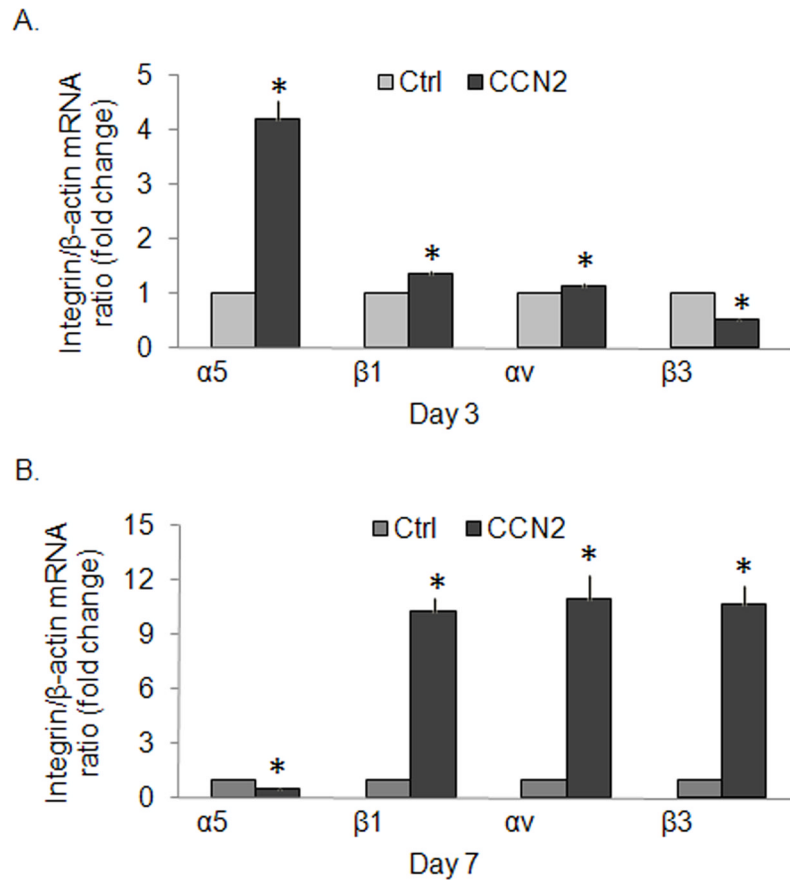 A.
Integrin/β-actin mRNA
ratio (fold change)
5
4
3
2
1
0
Ctrl CCN2
*
*
*
*
α5 β1 αv β3
Day 3
B.
Integrin/β-actin mRNA
ratio (fold change)
15
12
9
6
3
0
Ctrl CCN2
*
*
*
*
α5 β1 αv β3
Day 7